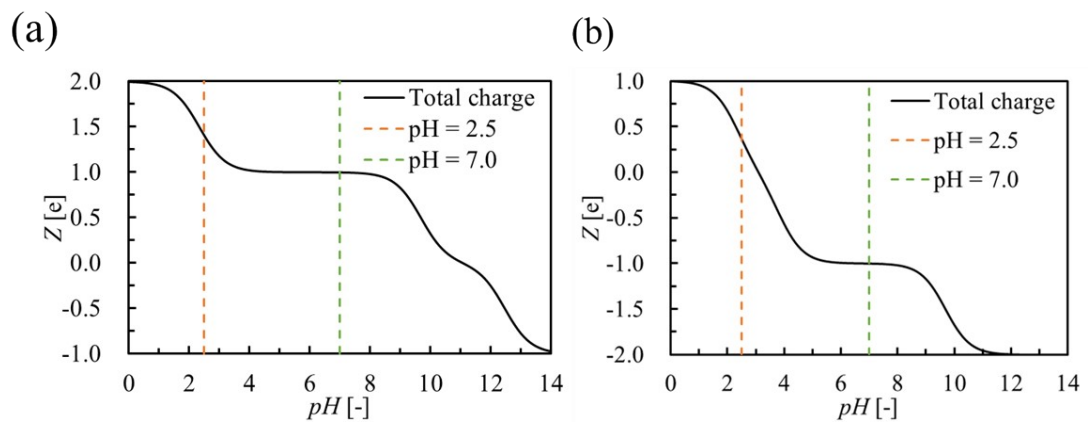 (a)
2.0
1.5
1.0
0.5
0.0
-0.5
-1.0
Z [e]
0 2 4 6 8 10 12 14
pH [-]
Total charge
pH = 2.5
pH = 7.0
(b)
1.0
0.5
0.0
-0.5
-1.0
-1.5
-2.0
Z [e]
0 2 4 6 8 10 12 14
pH [-]
Total charge
pH = 2.5
pH = 7.0